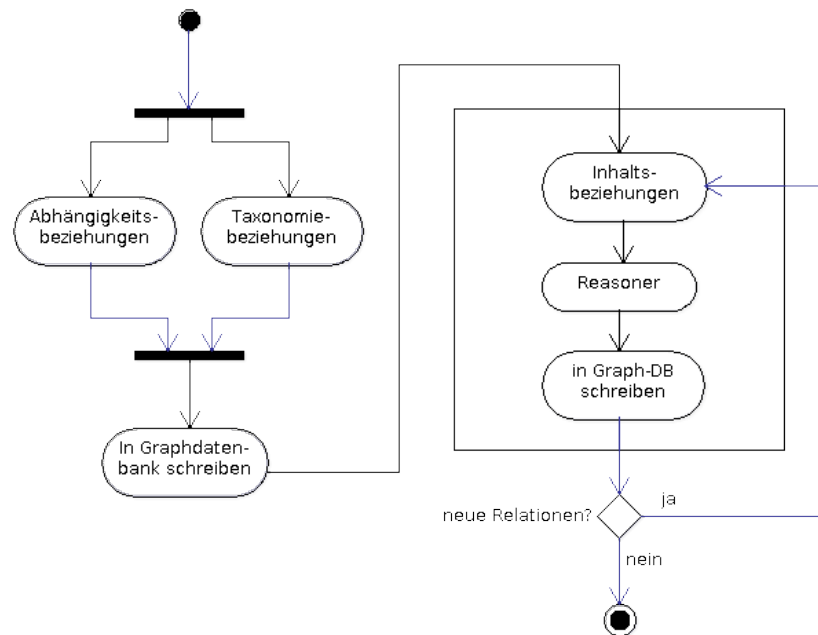 Abhängigkeits-
beziehungen
Taxonomie-
beziehungen
In Graphdaten-
bank schreiben
Inhalts-
beziehungen
Reasoner
in Graph-DB
schreiben
neue Relationen?
ja
nein